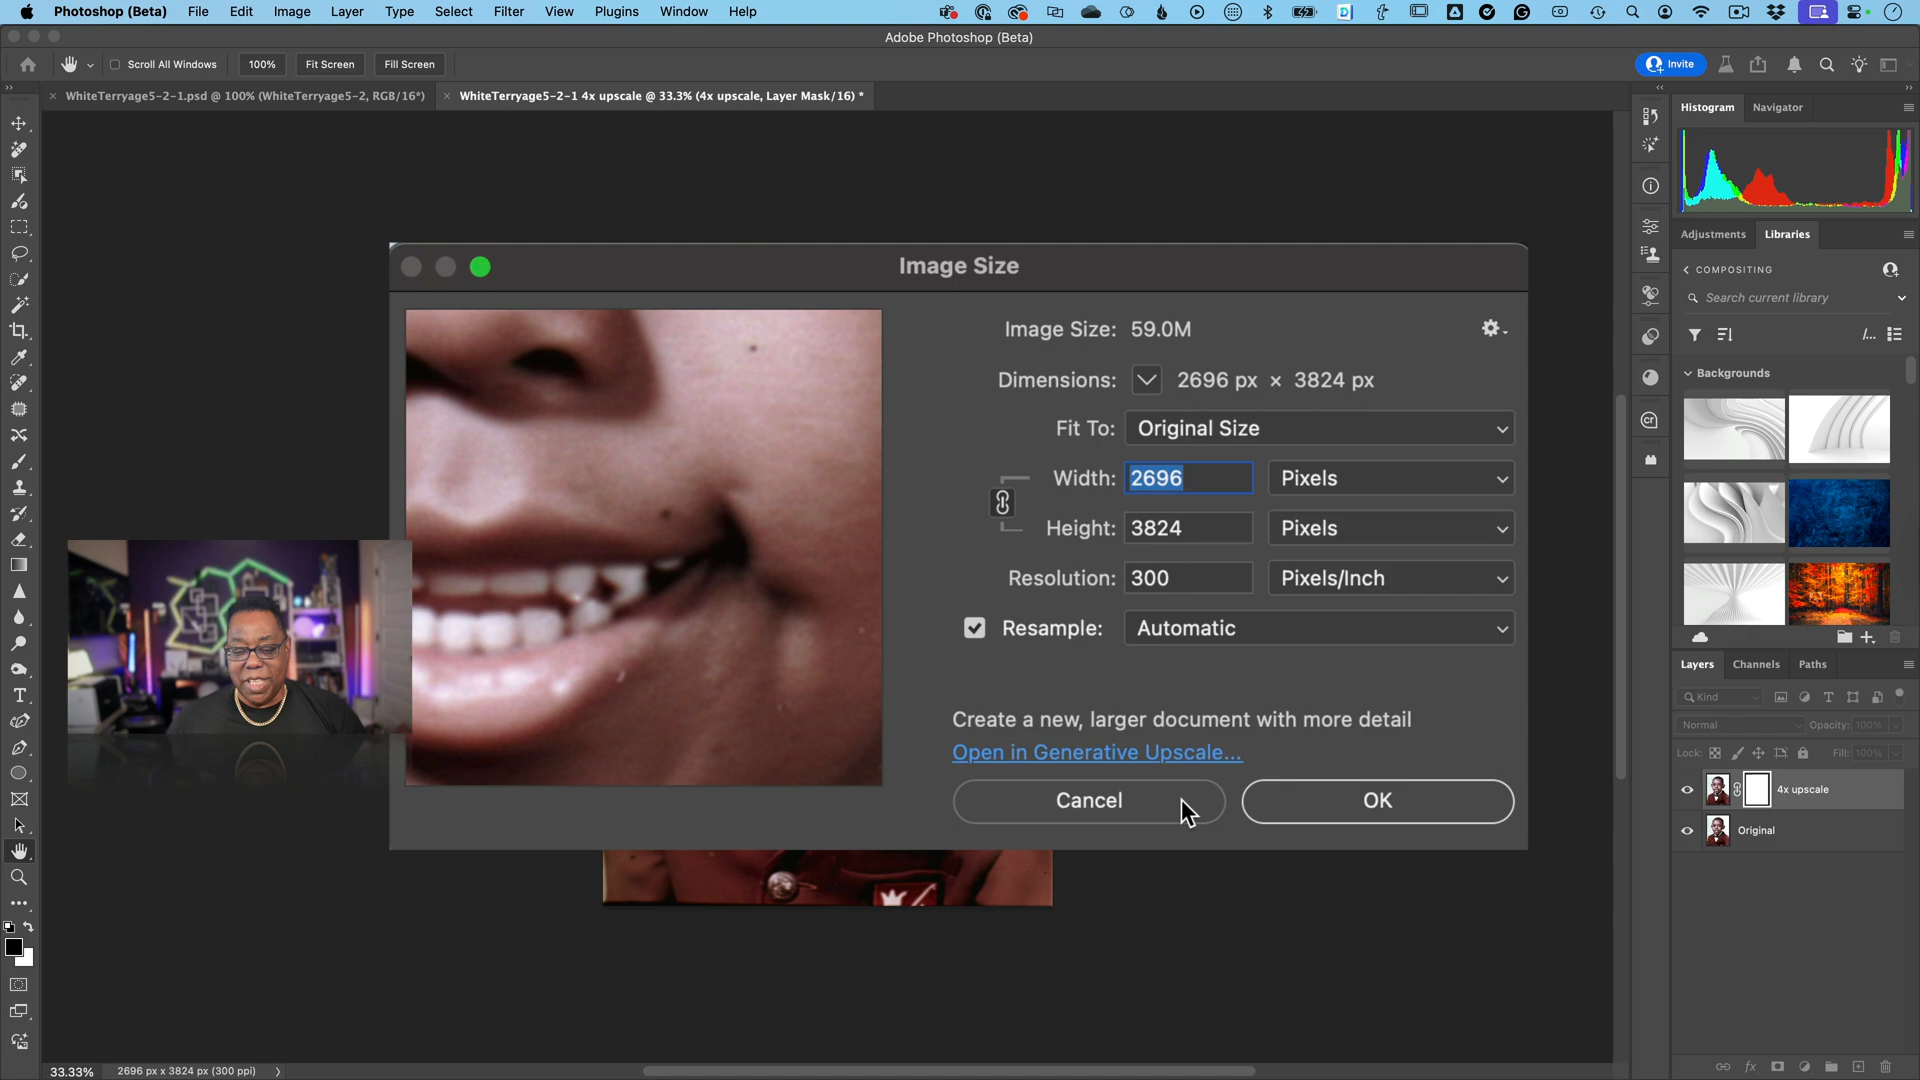 Photoshop (Beta) File Edit Image Layer Type Select Filter View Plugins Window Help
Adobe Photoshop (Beta)
Scroll All Windows 100% Fit Screen Fill Screen Invite
WhiteTerryage5-2-1.psd @ 100% (WhiteTerryage5-2, RGB/16*) WhiteTerryage5-2-1 4x upscale @ 33.3% (4x upscale, Layer Mask/16) *
Histogram Navigator
Adjustments Libraries
COMPOSITING
Search current library
Backgrounds
Image Size
Image Size: 59.0M
Dimensions: 2696 px × 3824 px
Fit To: Original Size
Width: 2696 Pixels
Height: 3824 Pixels
Resolution: 300 Pixels/Inch
Resample: Automatic
Create a new, larger document with more detail
Open in Generative Upscale...
Cancel OK
Layers Channels Paths
Kind
Normal Opacity: 100%
Lock: Fill: 100%
4x upscale
Original
33.33% 2696 px x 3824 px (300 ppi)